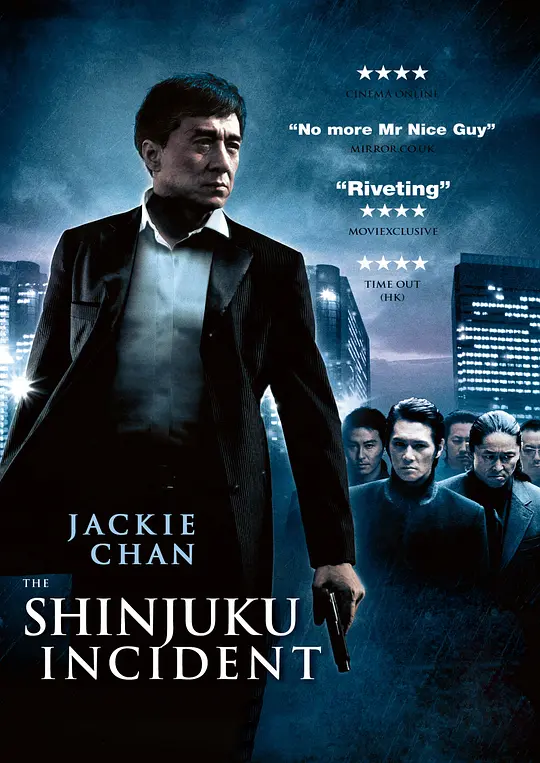 CINEMA ONLINE
“No more Mr Nice Guy”
MIRROR.CO.UK
“Riveting”
MOVIEXCLUSIVE
TIME OUT
(HK)
JACKIE
CHAN
THE
SHINJUKU
INCIDENT